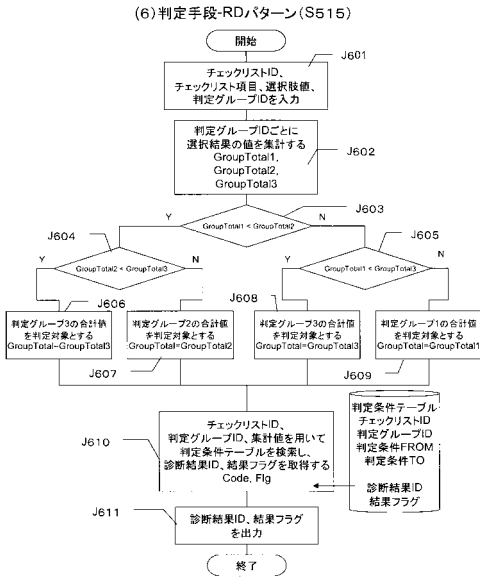 (6)判定手段-RDパターン(S515)
開始
J601
チェックリストID、
チェックリスト項目、選択肢値、
判定グループIDを入力
判定グループIDごとに
選択結果の値を集計する
GroupTotal1,
GroupTotal2,
GroupTotal3
J602
J603
Y
GroupTotal1 < GroupTotal2
N
J604
J605
Y
GroupTotal2 < GroupTotal3
N
Y
GroupTotal1 < GroupTotal3
N
J606
J608
判定グループ3の合計値
を判定対象とする
GroupTotal=GroupTotal3
判定グループ2の合計値
を判定対象とする
GroupTotal=GroupTotal2
判定グループ3の合計値
を判定対象とする
GroupTotal=GroupTotal3
判定グループ1の合計値
を判定対象とする
GroupTotal=GroupTotal1
J607
J609
J610
チェックリストID、
判定グループID、集計値を用いて
判定条件テーブルを検索し、
診断結果ID、結果フラグを取得する
Code, Flg
判定条件テーブル
チェックリストID
判定グループID
判定条件FROM
判定条件TO
診断結果ID
結果フラグ
J611
診断結果ID、結果フラグ
を出力
終了